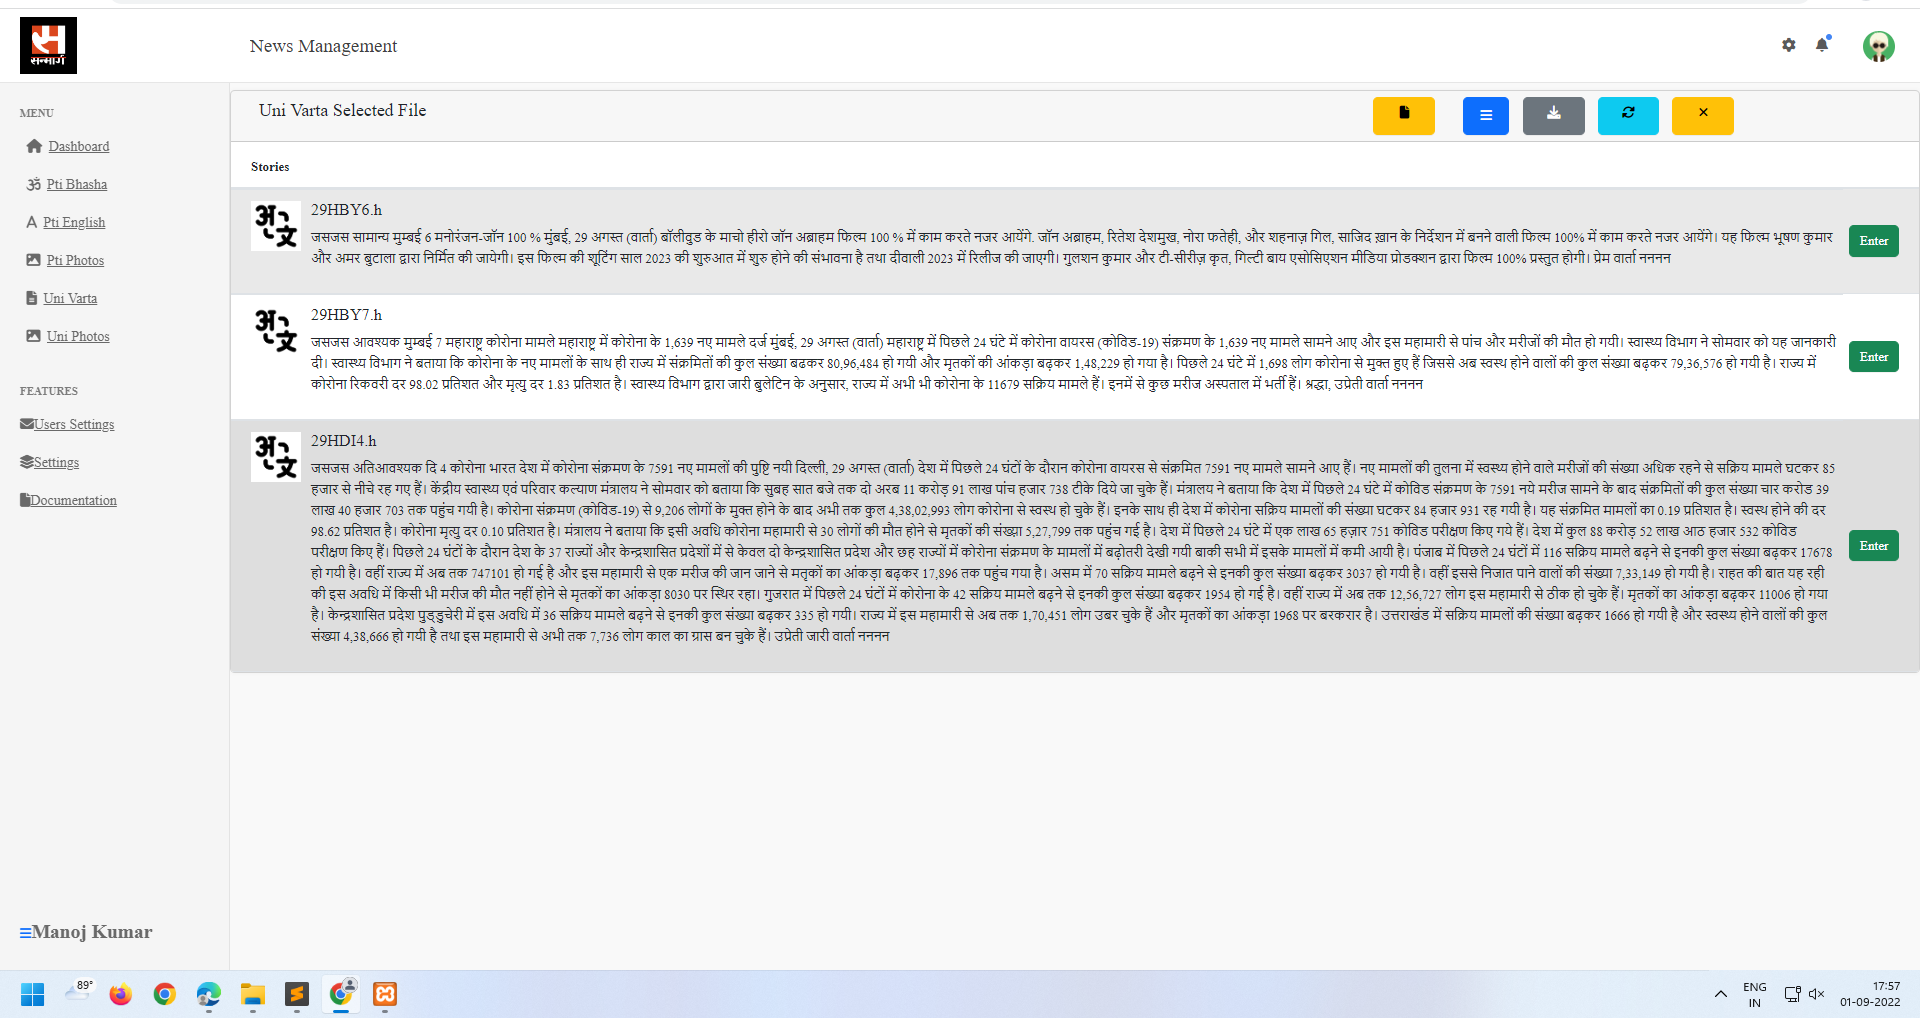 सन्मार्ग
News Management
MENU
Dashboard
Pti Bhasha
Pti English
Pti Photos
Uni Varta
Uni Photos
FEATURES
Users Settings
Settings
Documentation
Manoj Kumar
Uni Varta Selected File
Stories
29HBY6.h
जसजस सामान्य मुम्बई 6 मनोरंजन-जॉन 100 % मुंबई, 29 अगस्त (वार्ता) बॉलीवुड के माचो हीरो जॉन अब्राहम फिल्म 100 % में काम करते नजर आयेंगे. जॉन अब्राहम, रितेश देशमुख, नोरा फतेही, और शहनाज़ गिल, साजिद ख़ान के निर्देशन में बनने वाली फिल्म 100% में काम करते नजर आयेंगे। यह फिल्म भूषण कुमार
और अमर बुटाला द्वारा निर्मित की जायेगी। इस फिल्म की शूटिंग साल 2023 की शुरुआत में शुरु होने की संभावना है तथा दीवाली 2023 में रिलीज की जाएगी। गुलशन कुमार और टी-सीरीज़ कृत, गिल्टी बाय एसोसिएशन मीडिया प्रोडक्शन द्वारा फिल्म 100% प्रस्तुत होगी। प्रेम वार्ता नननन
Enter
29HBY7.h
जसजस आवश्यक मुम्बई 7 महाराष्ट्र कोरोना मामले महाराष्ट्र में कोरोना के 1,639 नए मामले दर्ज मुंबई, 29 अगस्त (वार्ता) महाराष्ट्र में पिछले 24 घंटे में कोरोना वायरस (कोविड-19) संक्रमण के 1,639 नए मामले सामने आए और इस महामारी से पांच और मरीजों की मौत हो गयी। स्वास्थ्य विभाग ने सोमवार को यह जानकारी
दी। स्वास्थ्य विभाग ने बताया कि कोरोना के नए मामलों के साथ ही राज्य में संक्रमितों की कुल संख्या बढकर 80,96,484 हो गयी और मृतकों की आंकड़ा बढ़कर 1,48,229 हो गया है। पिछले 24 घंटे में 1,698 लोग कोरोना से मुक्त हुए हैं जिससे अब स्वस्थ होने वालों की कुल संख्या बढ़कर 79,36,576 हो गयी है। राज्य में
कोरोना रिकवरी दर 98.02 प्रतिशत और मृत्यु दर 1.83 प्रतिशत है। स्वास्थ्य विभाग द्वारा जारी बुलेटिन के अनुसार, राज्य में अभी भी कोरोना के 11679 सक्रिय मामले हैं। इनमें से कुछ मरीज अस्पताल में भर्ती हैं। श्रद्धा, उप्रेती वार्ता नननन
Enter
29HDI4.h
जसजस अतिआवश्यक दि 4 कोरोना भारत देश में कोरोना संक्रमण के 7591 नए मामलों की पुष्टि नयी दिल्ली, 29 अगस्त (वार्ता) देश में पिछले 24 घंटों के दौरान कोरोना वायरस से संक्रमित 7591 नए मामले सामने आए हैं। नए मामलों की तुलना में स्वस्थ होने वाले मरीजों की संख्या अधिक रहने से सक्रिय मामले घटकर 85
हजार से नीचे रह गए हैं। केंद्रीय स्वास्थ्य एवं परिवार कल्याण मंत्रालय ने सोमवार को बताया कि सुबह सात बजे तक दो अरब 11 करोड़ 91 लाख पांच हजार 738 टीके दिये जा चुके हैं। मंत्रालय ने बताया कि देश में पिछले 24 घंटे में कोविड संक्रमण के 7591 नये मरीज सामने के बाद संक्रमितों की कुल संख्या चार करोड 39
लाख 40 हजार 703 तक पहुंच गयी है। कोरोना संक्रमण (कोविड-19) से 9,206 लोगों के मुक्त होने के बाद अभी तक कुल 4,38,02,993 लोग कोरोना से स्वस्थ हो चुके हैं। इनके साथ ही देश में कोरोना सक्रिय मामलों की संख्या घटकर 84 हजार 931 रह गयी है। यह संक्रमित मामलों का 0.19 प्रतिशत है। स्वस्थ होने की दर
98.62 प्रतिशत है। कोरोना मृत्यु दर 0.10 प्रतिशत है। मंत्रालय ने बताया कि इसी अवधि कोरोना महामारी से 30 लोगों की मौत होने से मृतकों की संख्या 5,27,799 तक पहुंच गई है। देश में पिछले 24 घंटे में एक लाख 65 हज़ार 751 कोविड परीक्षण किए गये हैं। देश में कुल 88 करोड़ 52 लाख आठ हजार 532 कोविड
परीक्षण किए हैं। पिछले 24 घंटों के दौरान देश के 37 राज्यों और केन्द्रशासित प्रदेशों में से केवल दो केन्द्रशासित प्रदेश और छह राज्यों में कोरोना संक्रमण के मामलों में बढ़ोतरी देखी गयी बाकी सभी में इसके मामलों में कमी आयी है। पंजाब में पिछले 24 घंटों में 116 सक्रिय मामले बढ़ने से इनकी कुल संख्या बढ़कर 17678
हो गयी है। वहीं राज्य में अब तक 747101 हो गई है और इस महामारी से एक मरीज की जान जाने से मतृकों का आंकड़ा बढ़कर 17,896 तक पहुंच गया है। असम में 70 सक्रिय मामले बढ़ने से इनकी कुल संख्या बढ़कर 3037 हो गयी है। वहीं इससे निजात पाने वालों की संख्या 7,33,149 हो गयी है। राहत की बात यह रही
की इस अवधि में किसी भी मरीज की मौत नहीं होने से मृतकों का आंकड़ा 8030 पर स्थिर रहा। गुजरात में पिछले 24 घंटों में कोरोना के 42 सक्रिय मामले बढ़ने से इनकी कुल संख्या बढ़कर 1954 हो गई है। वहीं राज्य में अब तक 12,56,727 लोग इस महामारी से ठीक हो चुके हैं। मृतकों का आंकड़ा बढ़कर 11006 हो गया
है। केन्द्रशासित प्रदेश पुड्डुचेरी में इस अवधि में 36 सक्रिय मामले बढ़ने से इनकी कुल संख्या बढ़कर 335 हो गयी। राज्य में इस महामारी से अब तक 1,70,451 लोग उबर चुके हैं और मृतकों का आंकड़ा 1968 पर बरकरार है। उत्तराखंड में सक्रिय मामलों की संख्या बढ़कर 1666 हो गयी है और स्वस्थ्य होने वालों की कुल
संख्या 4,38,666 हो गयी है तथा इस महामारी से अभी तक 7,736 लोग काल का ग्रास बन चुके हैं। उप्रेती जारी वार्ता नननन
Enter
89°
ENG
IN
17:57
01-09-2022